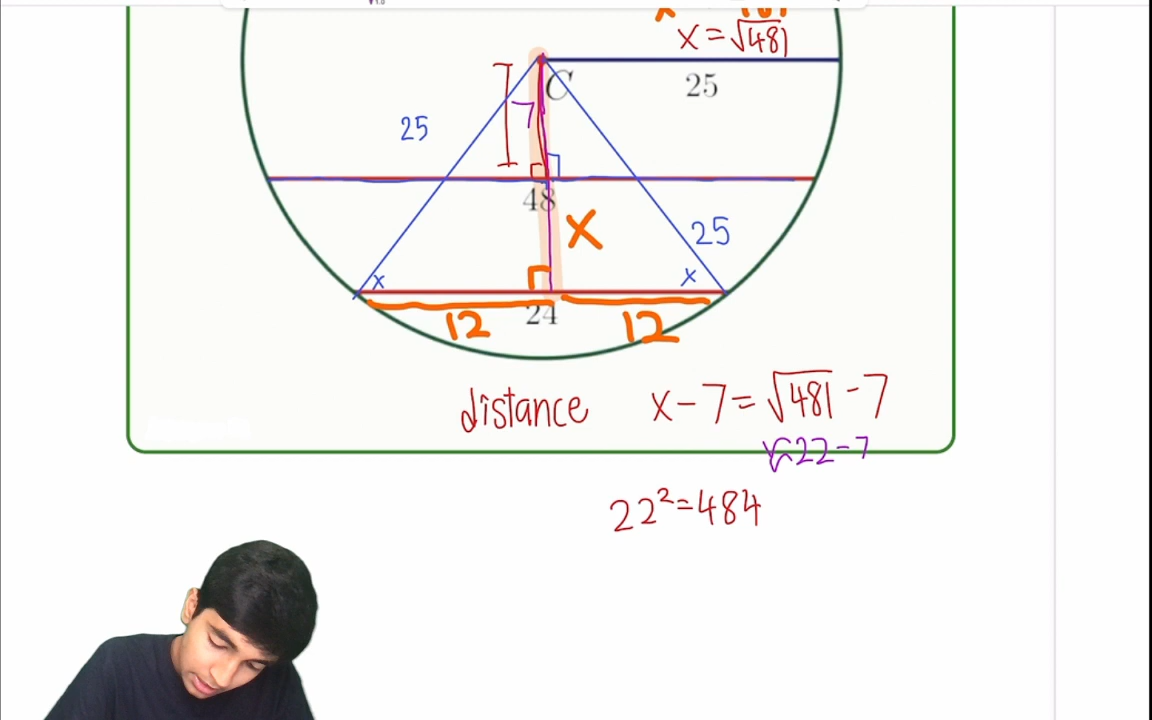 x = √481
C
25
7
25
48
X
25
x
x
12
24
12
distance x - 7 = √481 - 7
22 - 7
22² = 484